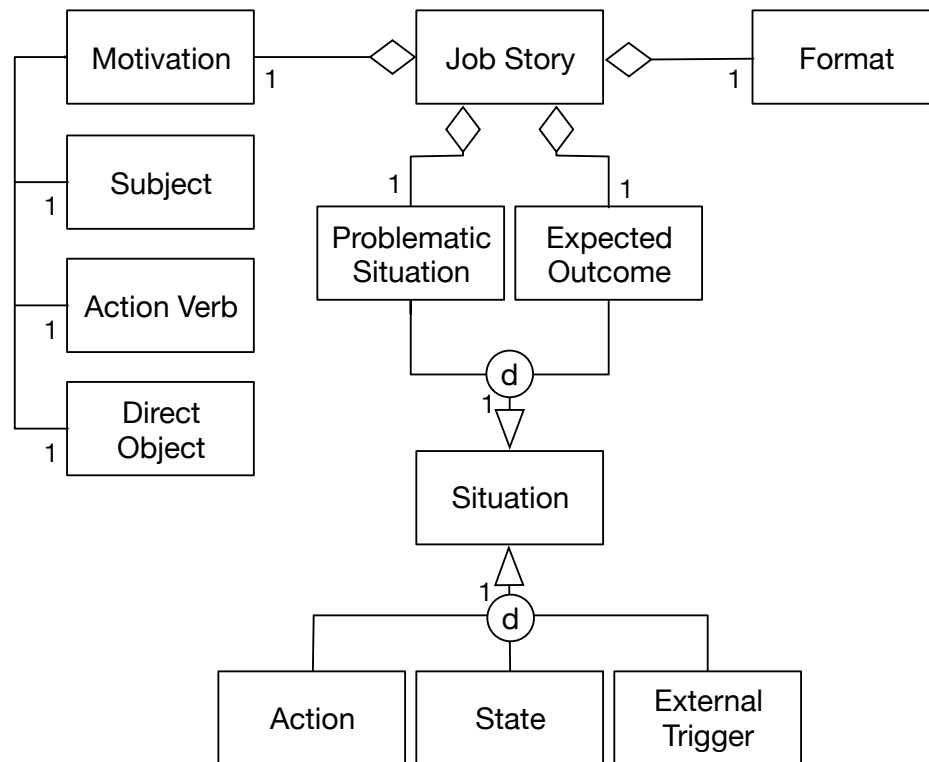 Motivation
1
Job Story
1
Format
Subject
1
1
Problematic
Situation
1
Expected
Outcome
Action Verb
1
d
1
Direct
Object
1
Situation
1
d
Action
State
External
Trigger